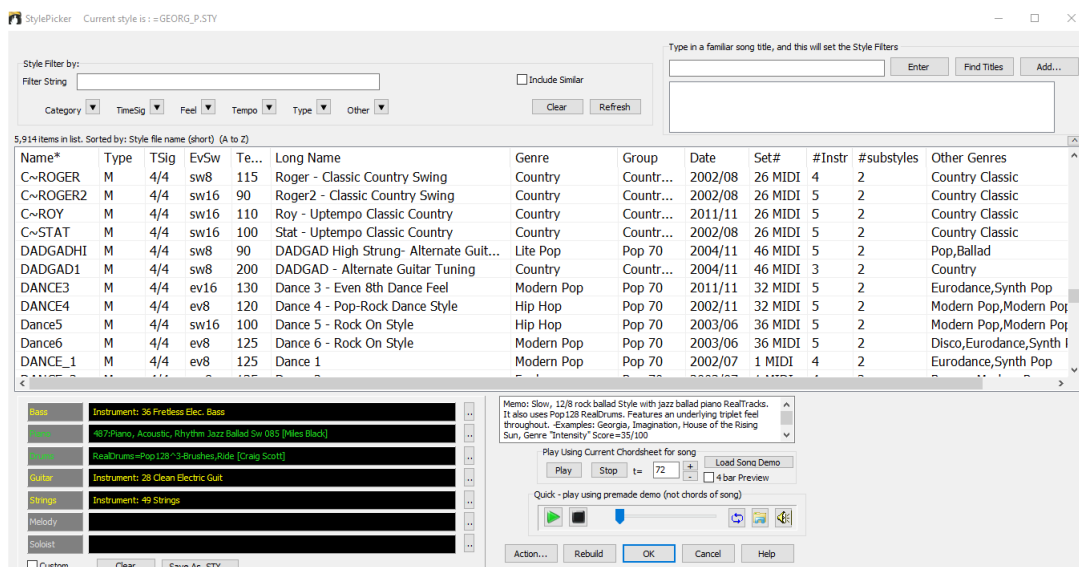 StylePicker Current style is : =GEORG_P.STY
Type in a familiar song title, and this will set the Style Filters
Style Filter by:
Filter String
Include Similar
Enter Find Titles Add...
Category TimeSig Feel Tempo Type Other Clear Refresh
5,914 items in list. Sorted by: Style file name (short) (A to Z)
Name* Type TSig EvSw Te... Long Name Genre Group Date Set# #Instr #substyles Other Genres
C~ROGER M 4/4 sw8 115 Roger - Classic Country Swing Country Countr... 2002/08 26 MIDI 4 2 Country Classic
C~ROGER2 M 4/4 sw16 90 Roger2 - Classic Country Swing Country Countr... 2002/08 26 MIDI 5 2 Country Classic
C~ROY M 4/4 sw16 110 Roy - Uptempo Classic Country Country Countr... 2011/11 26 MIDI 5 2 Country Classic
C~STAT M 4/4 sw16 100 Stat - Uptempo Classic Country Country Countr... 2002/08 26 MIDI 5 2 Country Classic
DADGADHI M 4/4 sw8 90 DADGAD High Strung- Alternate Guit... Lite Pop Pop 70 2004/11 46 MIDI 5 2 Pop,Ballad
DADGAD1 M 4/4 sw8 200 DADGAD - Alternate Guitar Tuning Country Countr... 2004/11 46 MIDI 3 2 Country
DANCE3 M 4/4 ev16 130 Dance 3 - Even 8th Dance Feel Modern Pop Pop 70 2011/11 32 MIDI 5 2 Eurodance,Synth Pop
DANCE4 M 4/4 ev8 120 Dance 4 - Pop-Rock Dance Style Hip Hop Pop 70 2002/11 32 MIDI 5 2 Modern Pop,Modern Pop
Dance5 M 4/4 sw16 100 Dance 5 - Rock On Style Hip Hop Pop 70 2003/06 36 MIDI 5 2 Modern Pop,Modern Pop
Dance6 M 4/4 ev8 125 Dance 6 - Rock On Style Modern Pop Pop 70 2003/06 36 MIDI 5 2 Disco,Eurodance,Synth
DANCE_1 M 4/4 ev8 125 Dance 1 Modern Pop Pop 70 2002/07 1 MIDI 4 2 Eurodance,Synth Pop
Bass Instrument: 36 Fretless Elec. Bass
Piano 487:Piano, Acoustic, Rhythm Jazz Ballad Sw 085 [Miles Black]
Drums RealDrums=Pop128^3-Brushes,Ride [Craig Scott]
Guitar Instrument: 28 Clean Electric Guit
Strings Instrument: 49 Strings
Melody
Soloist
Custom Clear Save As .STY...
Memo: Slow, 12/8 rock ballad Style with jazz ballad piano RealTracks.
It also uses Pop128 RealDrums. Features an underlying triplet feel
throughout. -Examples: Georgia, Imagination, House of the Rising
Sun, Genre "Intensity" Score=35/100
Play Using Current Chordsheet for song
Play Stop t= 72 + - Load Song Demo
4 bar Preview
Quick - play using premade demo (not chords of song)
Action... Rebuild OK Cancel Help